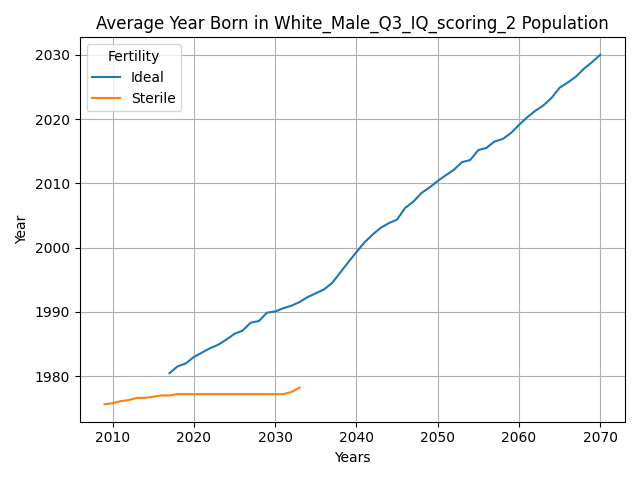 Average Year Born in White_Male_Q3_IQ_scoring_2 Population
Fertility
Ideal
Sterile
Year
2030
2020
2010
2000
1990
1980
2010 2020 2030 2040 2050 2060 2070
Years